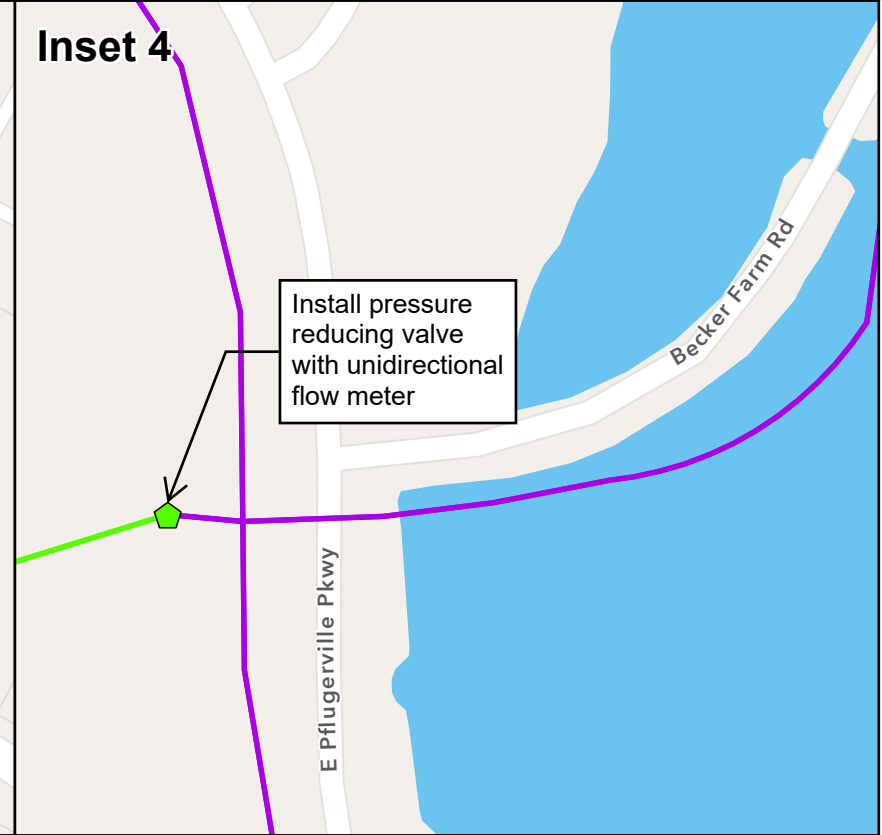 Inset 4
Install pressure
reducing valve
with unidirectional
flow meter
Becker Farm Rd
E Pflugerville Pkwy